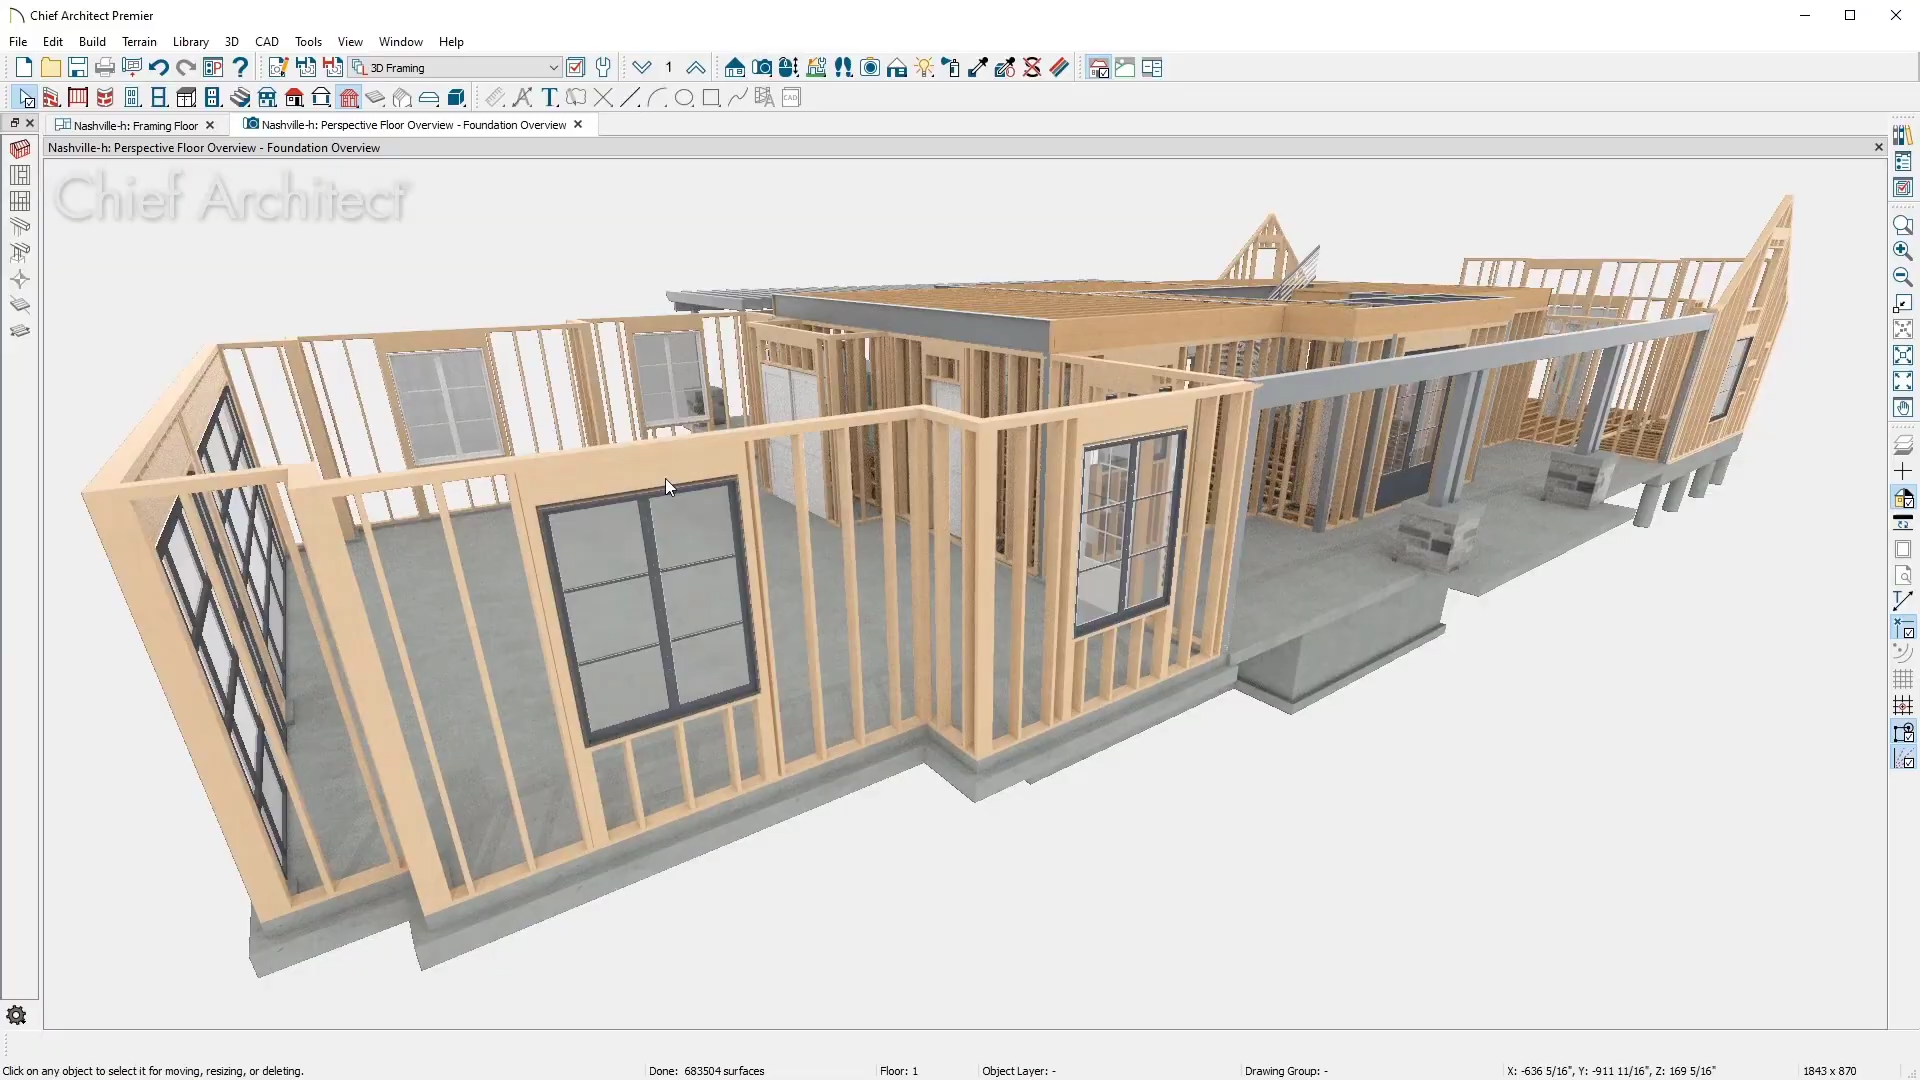 Chief Architect Premier
File Edit Build Terrain Library 3D CAD Tools View Window Help
3D Framing
1
T
CAD
Nashville-h: Framing Floor
Nashville-h: Perspective Floor Overview - Foundation Overview
Nashville-h: Perspective Floor Overview - Foundation Overview
Chief Architect
Click on any object to select it for moving, resizing, or deleting.
Done: 683504 surfaces
Floor: 1
Object Layer: -
Drawing Group: -
X: -636 5/16", Y: -911 11/16", Z: 169 5/16"
1843 x 870